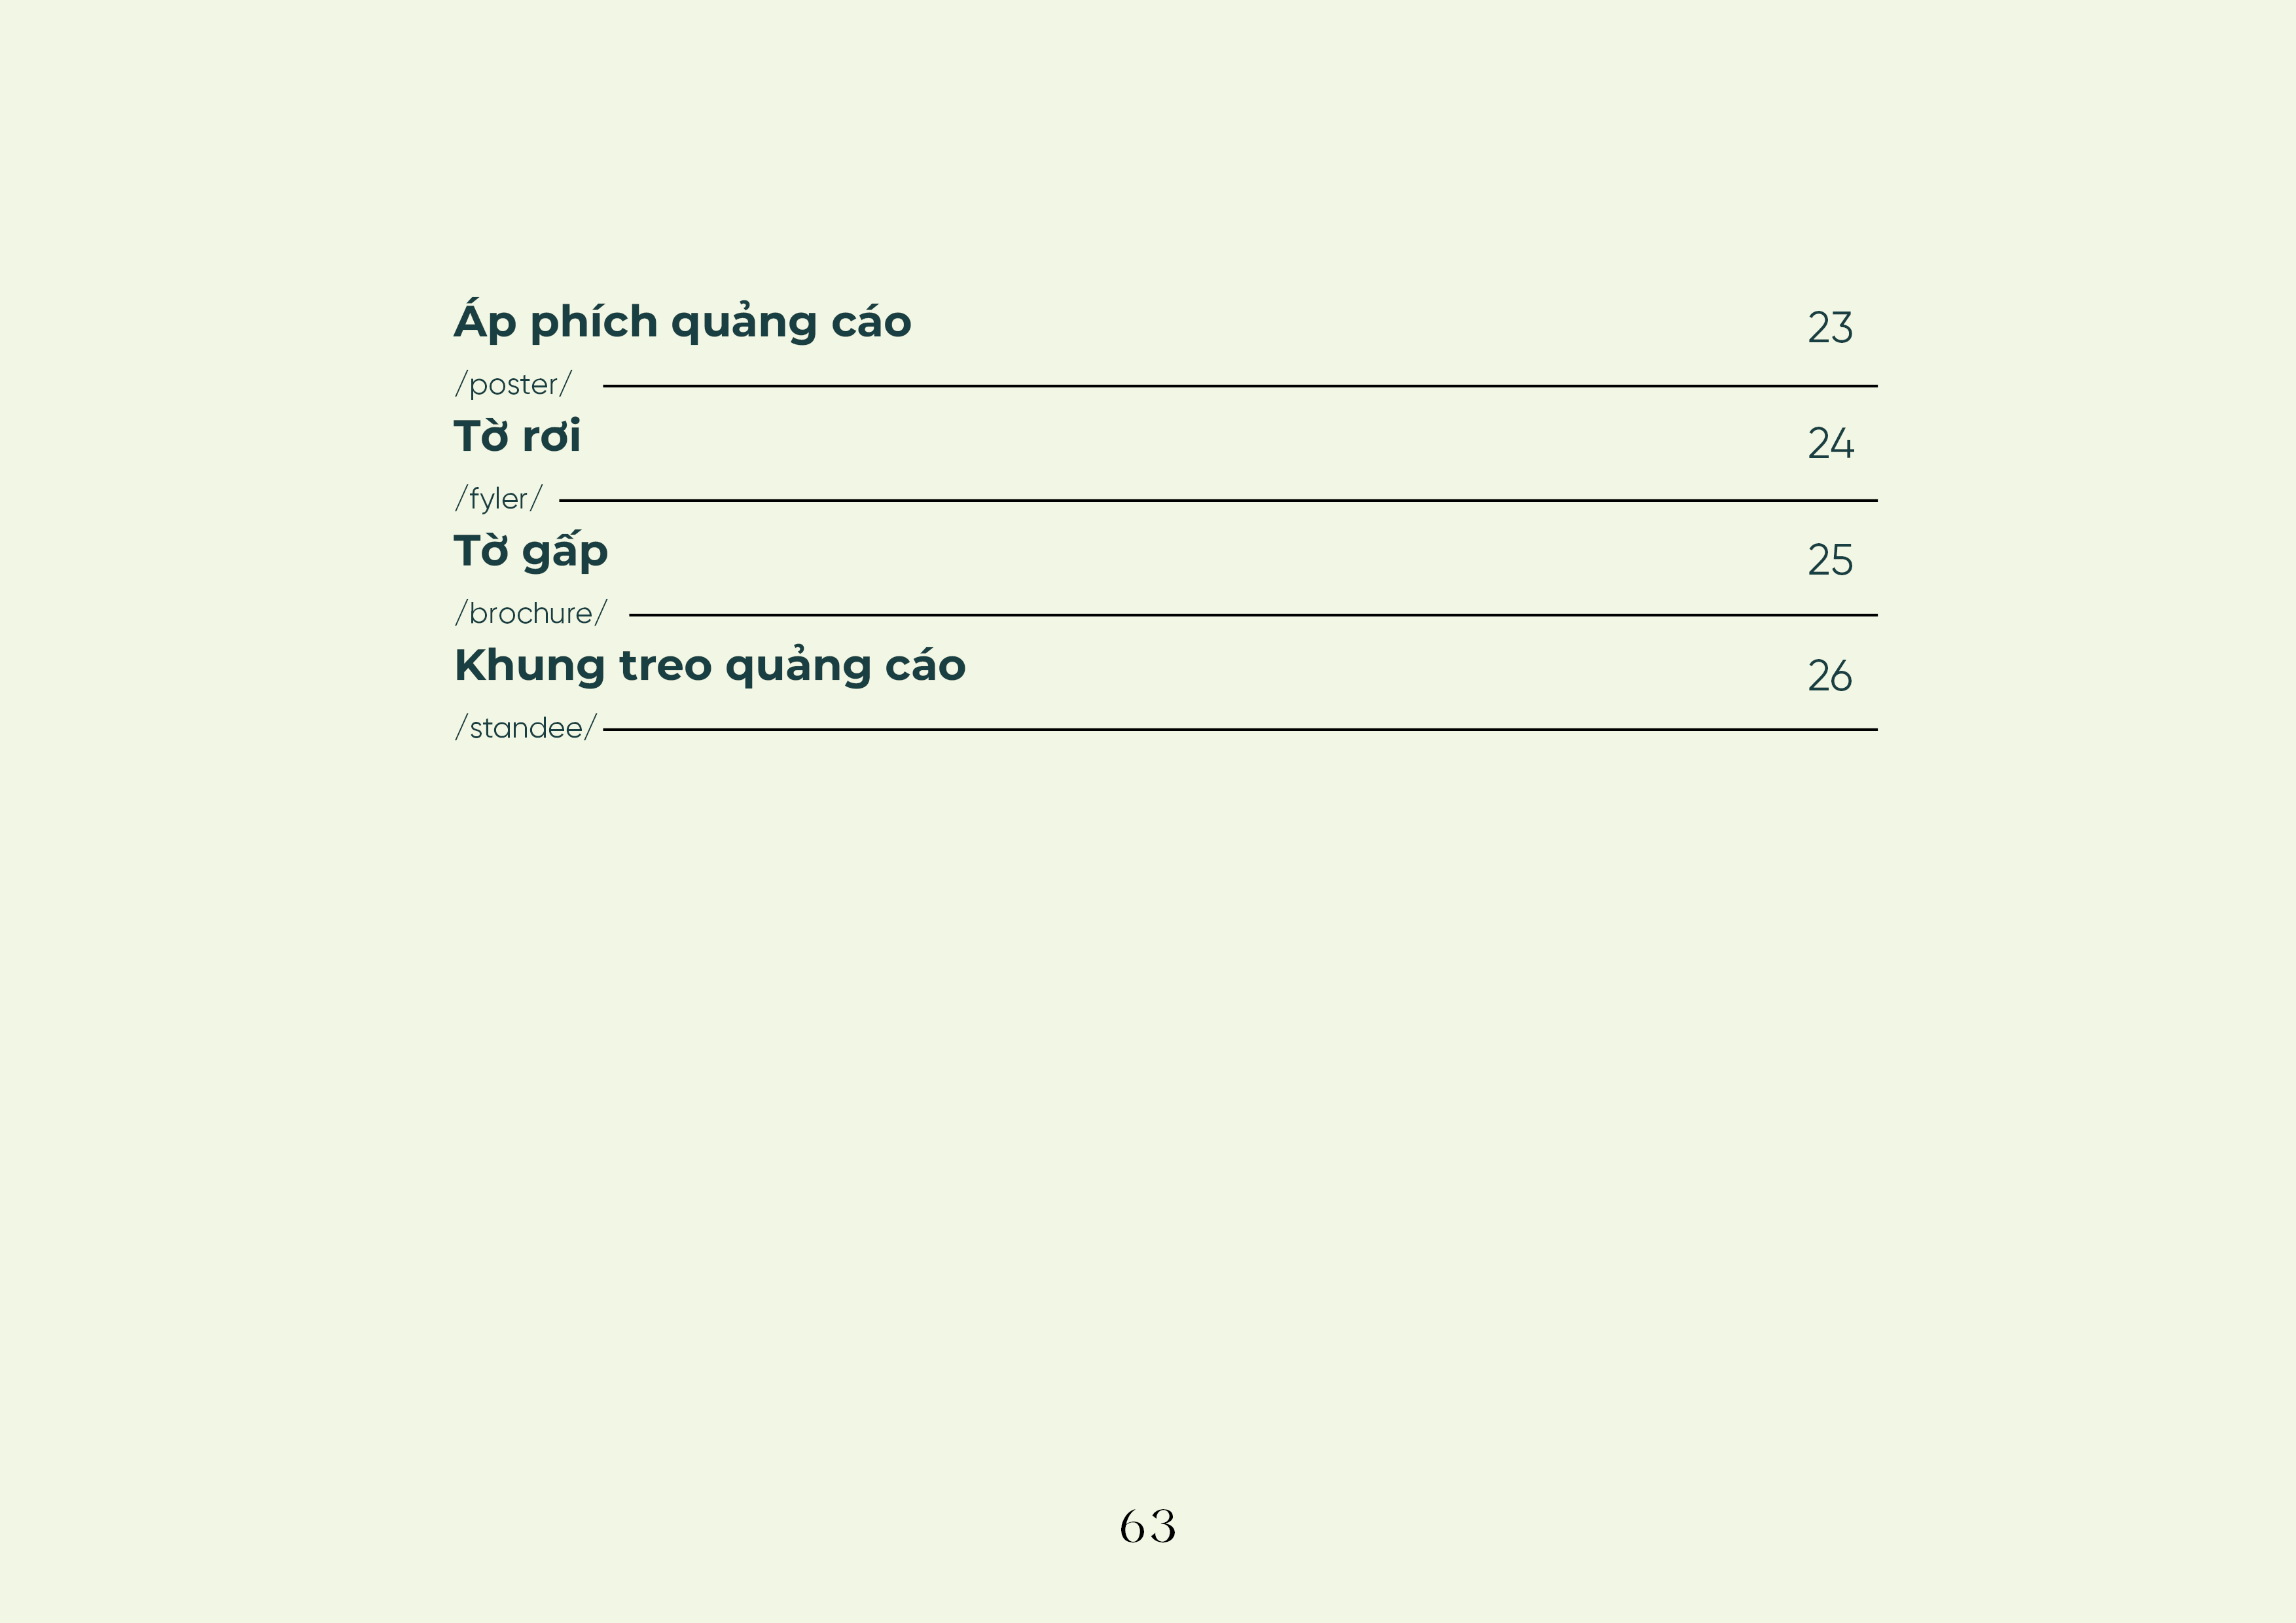 Áp phích quảng cáo 23
/poster/
Tờ rơi 24
/fyler/
Tờ gấp 25
/brochure/
Khung treo quảng cáo 26
/standee/
63